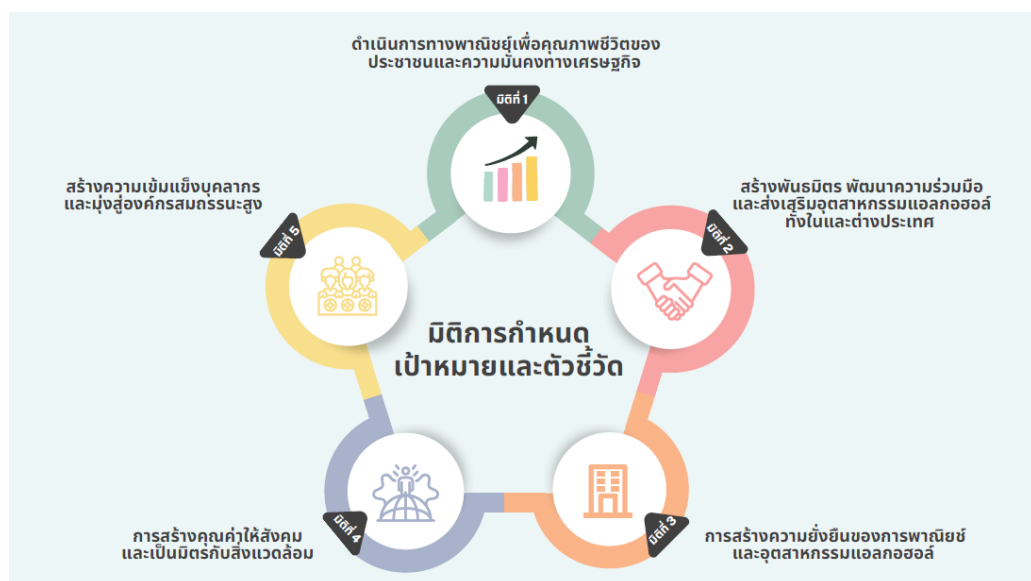 ดำเนินการทางพาณิชย์เพื่อคุณภาพชีวิตของ
ประชาชนและความมั่นคงทางเศรษฐกิจ
มิติที่ 1
สร้างพันธมิตร พัฒนาความร่วมมือ
และส่งเสริมอุตสาหกรรมแอลกอฮอล์
ทั้งในและต่างประเทศ
มิติที่ 2
การสร้างความยั่งยืนของการพาณิชย์
และอุตสาหกรรมแอลกอฮอล์
มิติที่ 3
การสร้างคุณค่าให้สังคม
และเป็นมิตรกับสิ่งแวดล้อม
มิติที่ 4
สร้างความเข้มแข็งบุคลากร
และมุ่งสู่องค์กรสมถรรนะสูง
มิติที่ 5
มิติการกำหนด
เป้าหมายและตัวชี้วัด